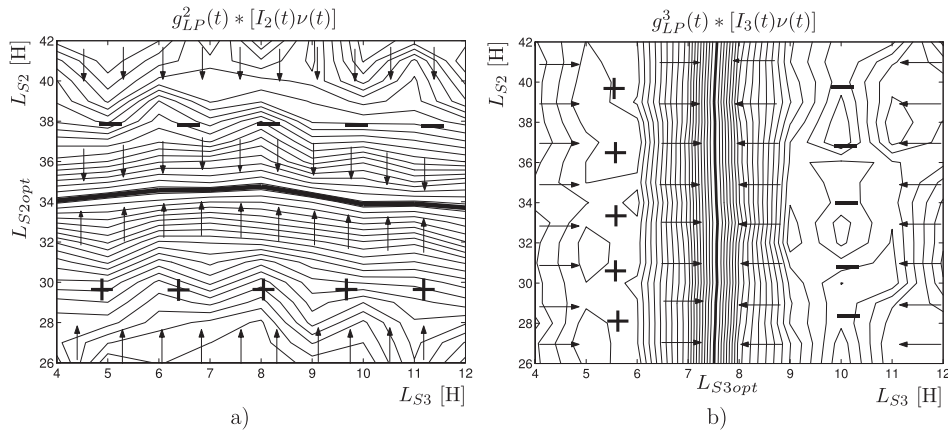 g²_LP(t) * [I₂(t)ν(t)]
L_S2 [H]
42
40
38
36
L_S2opt
34
32
30
28
26
4 5 6 7 8 9 10 11 12
L_S3 [H]
a)
g³_LP(t) * [I₃(t)ν(t)]
L_S2 [H]
42
40
38
36
34
32
30
28
26
4 5 6 7 8 9 10 11 12
L_S3opt
L_S3 [H]
b)